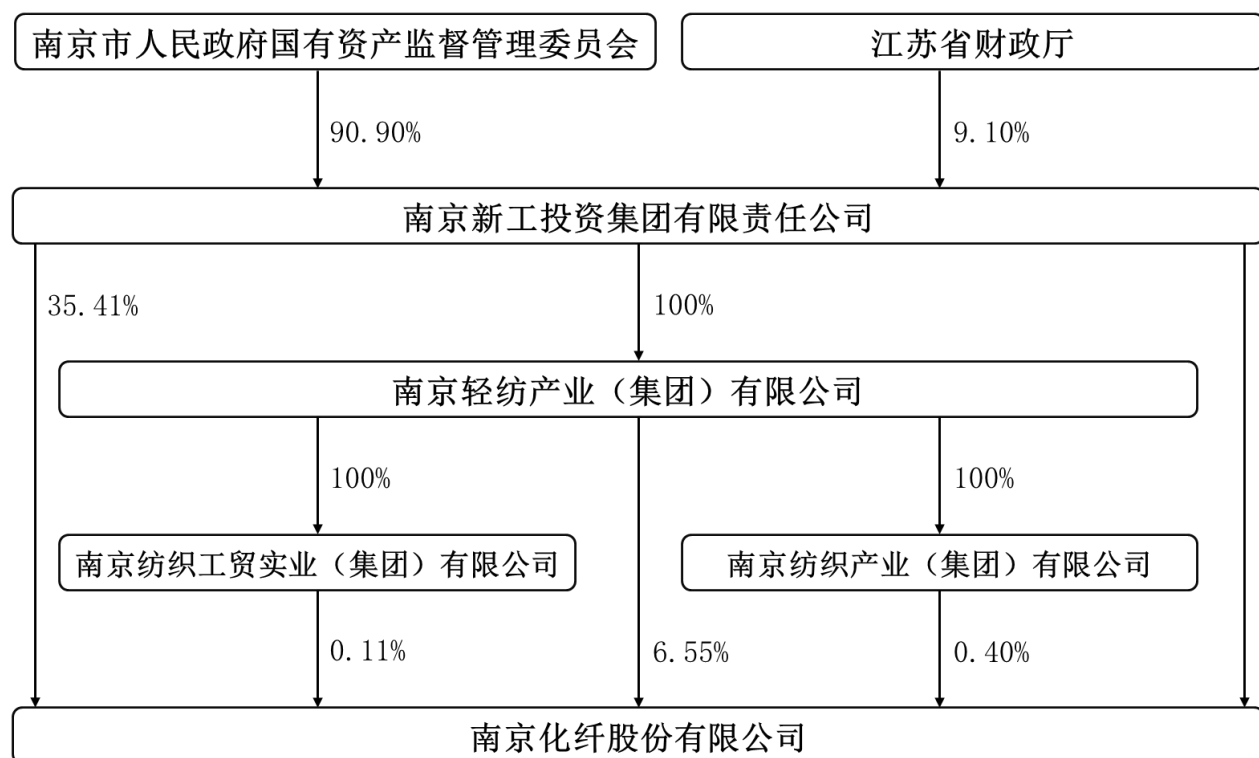 南京市人民政府国有资产监督管理委员会
江苏省财政厅
90.90%
9.10%
南京新工投资集团有限责任公司
35.41%
100%
南京轻纺产业（集团）有限公司
100%
100%
南京纺织工贸实业（集团）有限公司
南京纺织产业（集团）有限公司
0.11%
6.55%
0.40%
南京化纤股份有限公司